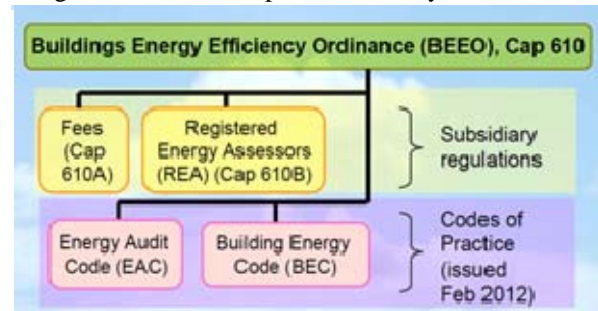 Buildings Energy Efficiency Ordinance (BEEO), Cap 610
Fees
(Cap
610A)
Registered
Energy Assessors
(REA) (Cap 610B)
Subsidiary
regulations
Energy Audit
Code (EAC)
Building Energy
Code (BEC)
Codes of
Practice
(issued
Feb 2012)